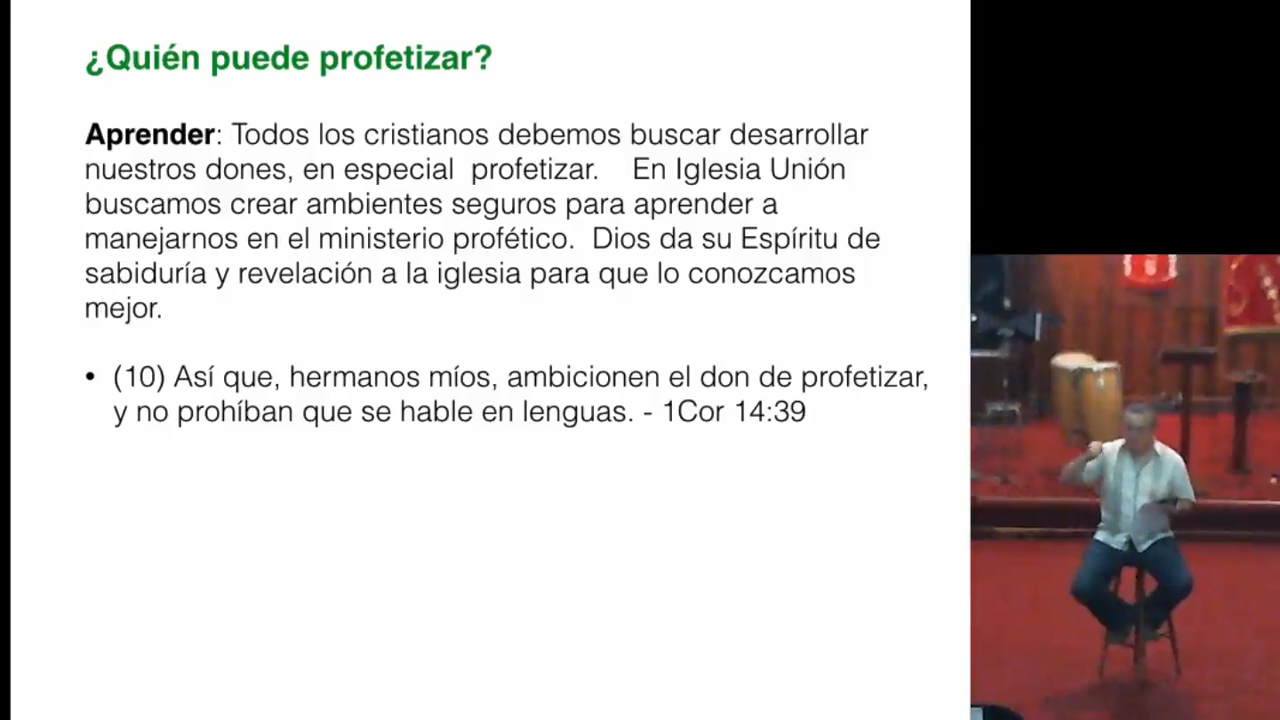 ¿Quién puede profetizar?
Aprender: Todos los cristianos debemos buscar desarrollar
nuestros dones, en especial profetizar. En Iglesia Unión
buscamos crear ambientes seguros para aprender a
manejarnos en el ministerio profético. Dios da su Espíritu de
sabiduría y revelación a la iglesia para que lo conozcamos
mejor.
• (10) Así que, hermanos míos, ambicionen el don de profetizar,
y no prohíban que se hable en lenguas. - 1Cor 14:39